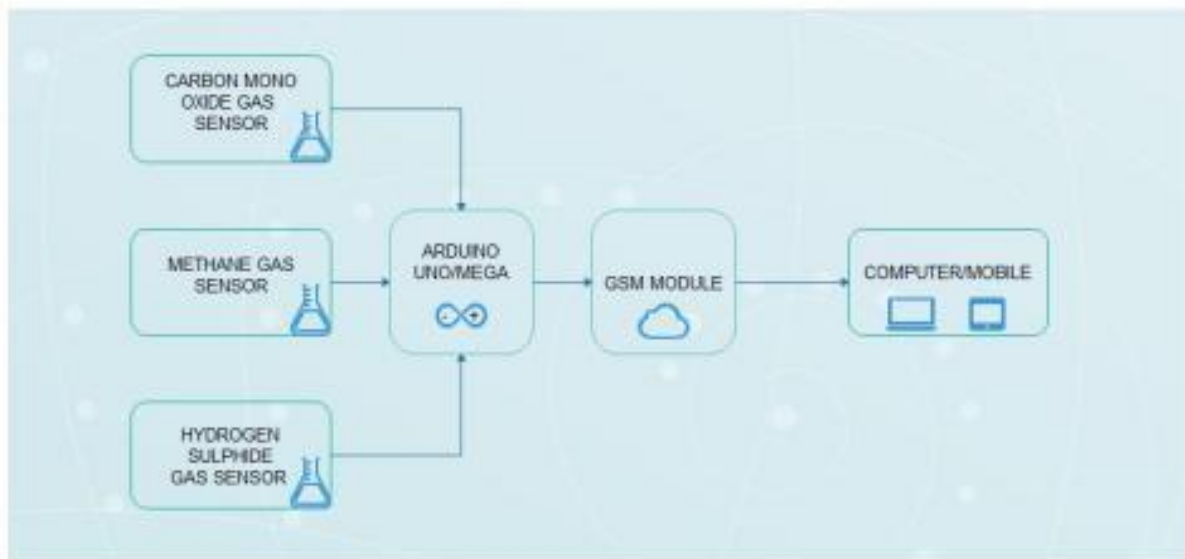 CARBON MONO
OXIDE GAS
SENSOR
METHANE GAS
SENSOR
HYDROGEN
SULPHIDE
GAS SENSOR
ARDUINO
UNO/MEGA
- +
GSM MODULE
COMPUTER/MOBILE